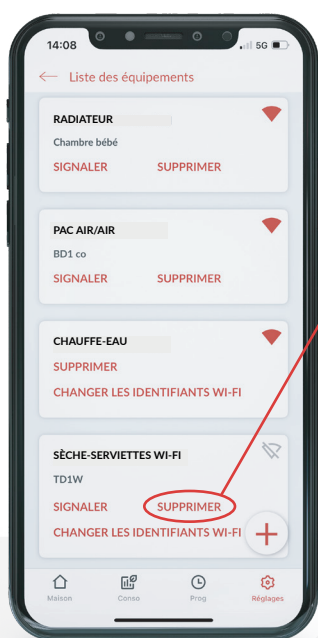 14:08 5G
Liste des équipements
RADIATEUR
Chambre bébé
SIGNALER SUPPRIMER
PAC AIR/AIR
BD1 co
SIGNALER SUPPRIMER
CHAUFFE-EAU
SUPPRIMER
CHANGER LES IDENTIFIANTS WI-FI
SÈCHE-SERVIETTES WI-FI
TD1W
SIGNALER SUPPRIMER
CHANGER LES IDENTIFIANTS WI-FI
Maison Conso Prog Réglages